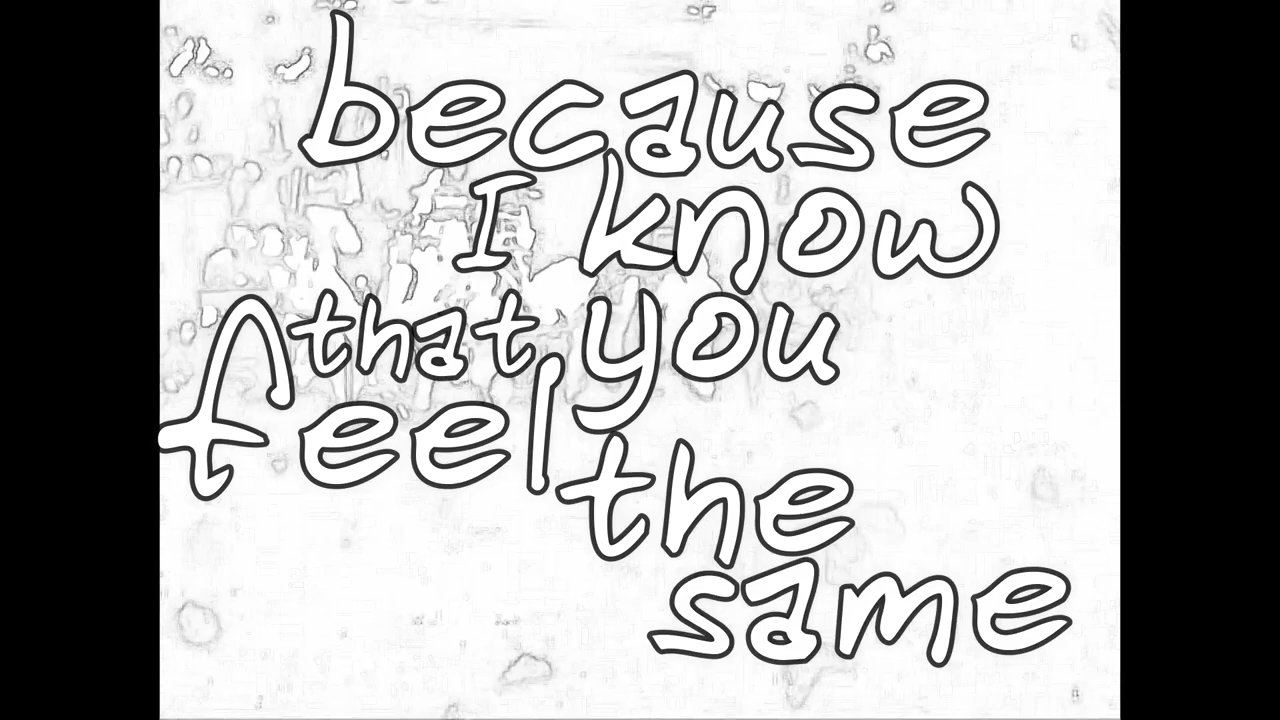 because
I know
that you
feel
the
same